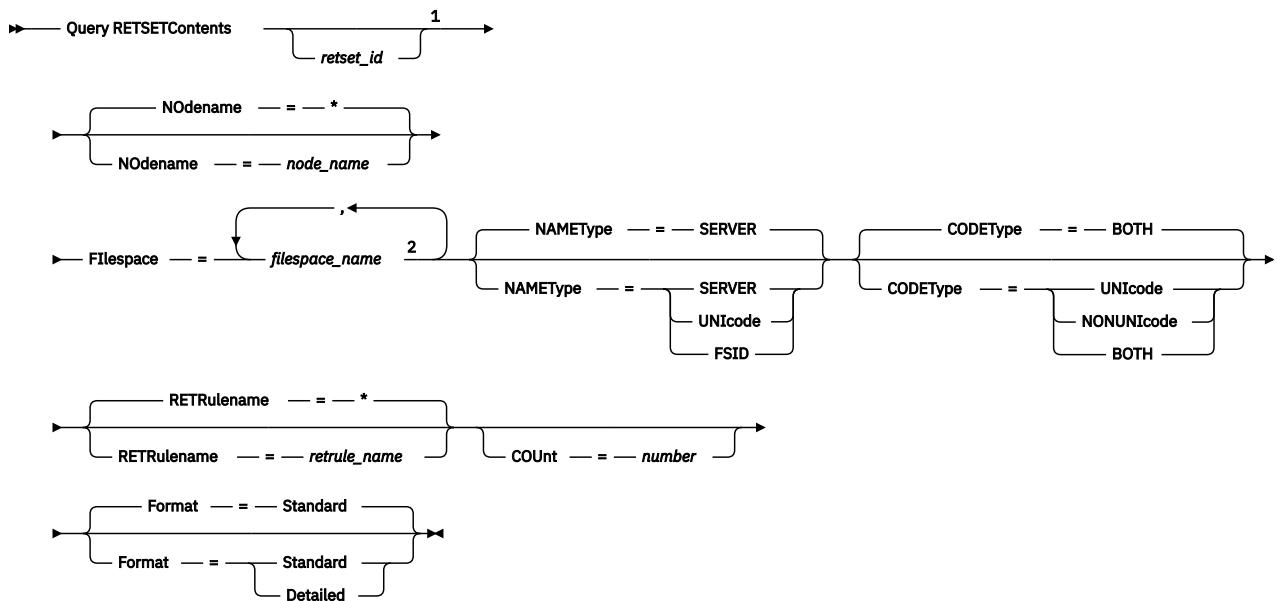 Query RETSETContents 1
retset_id
NOdename = *
NOdename = node_name
,
FIlespace = filespace_name 2
NAMEType = SERVER
NAMEType = SERVER
UNIcode
FSID
CODEType = BOTH
CODEType = UNIcode
NONUNIcode
BOTH
RETRulename = *
RETRulename = retrule_name
COUnt = number
Format = Standard
Format = Standard
Detailed